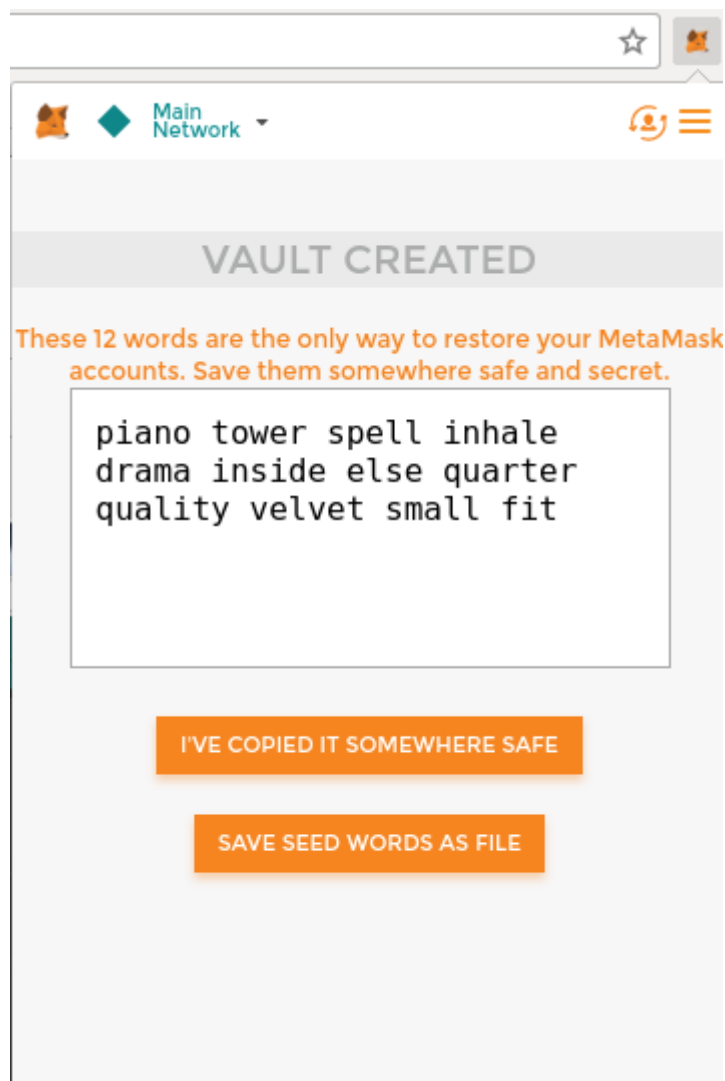 Main
Network
VAULT CREATED
These 12 words are the only way to restore your MetaMask
accounts. Save them somewhere safe and secret.
piano tower spell inhale
drama inside else quarter
quality velvet small fit
I'VE COPIED IT SOMEWHERE SAFE
SAVE SEED WORDS AS FILE